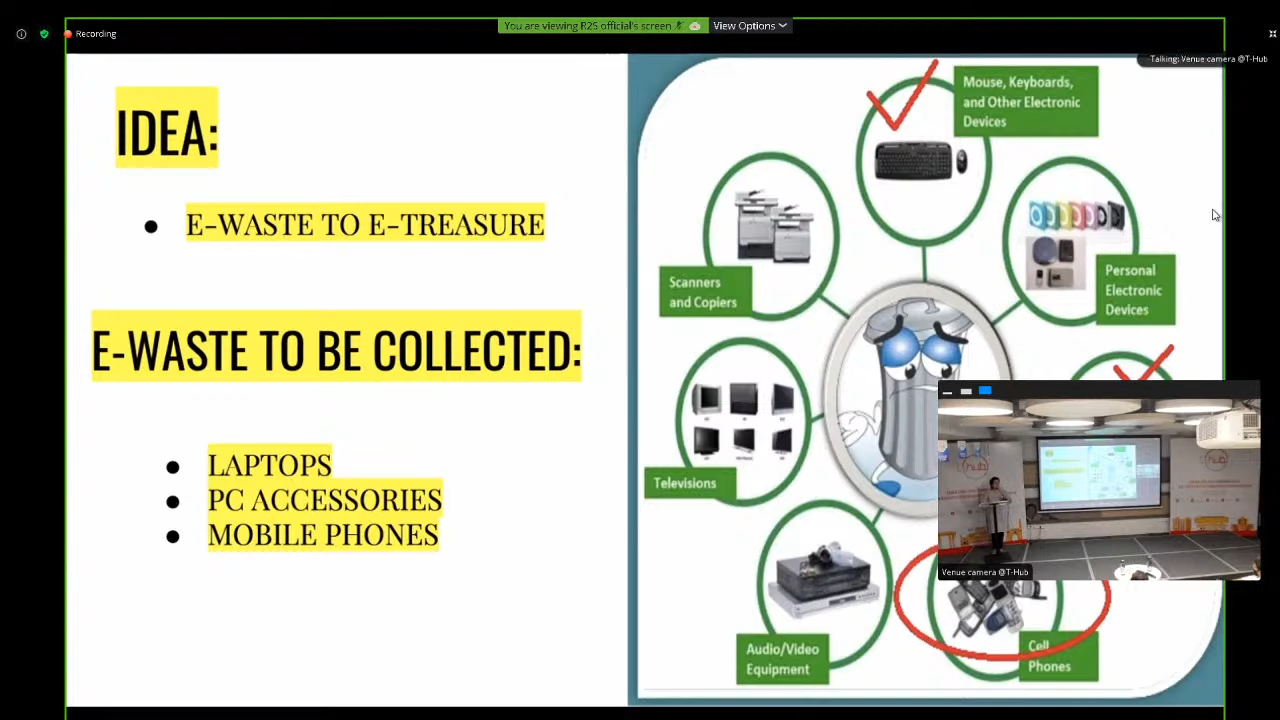 You are viewing R2S official's screen
View Options
Recording
Talking: Venue camera @T-Hub
IDEA:
E-WASTE TO E-TREASURE
E-WASTE TO BE COLLECTED:
LAPTOPS
PC ACCESSORIES
MOBILE PHONES
Mouse, Keyboards,
and Other Electronic
Devices
Scanners
and Copiers
Personal
Electronic
Devices
Televisions
Audio/Video
Equipment
Cell
Phones
Venue camera @T-Hub